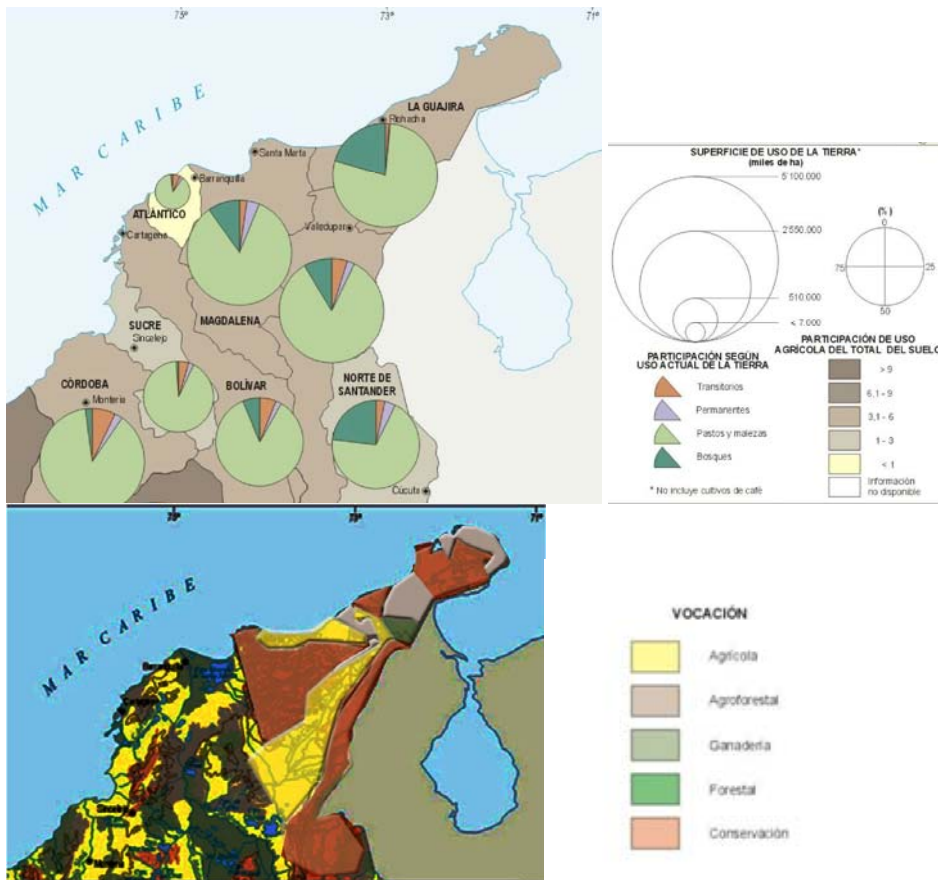 75°
73°
71°
MAR CARIBE
LA GUAJIRA
Riohacha
Santa Marta
Barranquilla
ATLÁNTICO
Cartagena
Valledupar
MAGDALENA
SUCRE
Sincelejo
CÓRDOBA
Montería
BOLÍVAR
NORTE DE
SANTANDER
Cúcuta
SUPERFICIE DE USO DE LA TIERRA*
(miles de ha)
5'100.000
2'550.000
510.000
< 7.000
(%)
0
75
25
50
PARTICIPACIÓN SEGÚN
USO ACTUAL DE LA TIERRA
Transitorios
Permanentes
Pastos y malezas
Bosques
* No incluye cultivos de café
PARTICIPACIÓN DE USO
AGRÍCOLA DEL TOTAL DEL SUELO
> 9
6,1 - 9
3,1 - 6
1 - 3
< 1
Información
no disponible
73°
71°
MAR CARIBE
Sincelejo
VOCACIÓN
Agrícola
Agroforestal
Ganadería
Forestal
Conservación